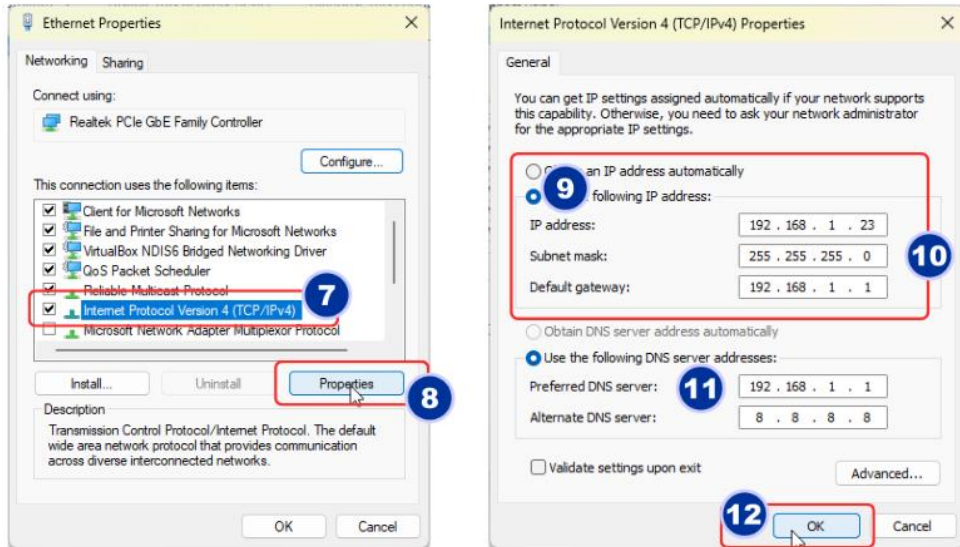 Ethernet Properties
Networking Sharing
Connect using:
Realtek PCIe GbE Family Controller
Configure...
This connection uses the following items:
Client for Microsoft Networks
File and Printer Sharing for Microsoft Networks
VirtualBox NDIS6 Bridged Networking Driver
QoS Packet Scheduler
Reliable Multicast Protocol
7
Internet Protocol Version 4 (TCP/IPv4)
Microsoft Network Adapter Multiplexor Protocol
Install... Uninstall Properties
8
Description
Transmission Control Protocol/Internet Protocol. The default
wide area network protocol that provides communication
across diverse interconnected networks.
OK Cancel
Internet Protocol Version 4 (TCP/IPv4) Properties
General
You can get IP settings assigned automatically if your network supports
this capability. Otherwise, you need to ask your network administrator
for the appropriate IP settings.
an IP address automatically
9
following IP address:
IP address: 192 . 168 . 1 . 23
Subnet mask: 255 . 255 . 255 . 0
10
Default gateway: 192 . 168 . 1 . 1
Obtain DNS server address automatically
Use the following DNS server addresses:
Preferred DNS server: 11 192 . 168 . 1 . 1
Alternate DNS server: 8 . 8 . 8 . 8
Validate settings upon exit
Advanced...
12
OK Cancel